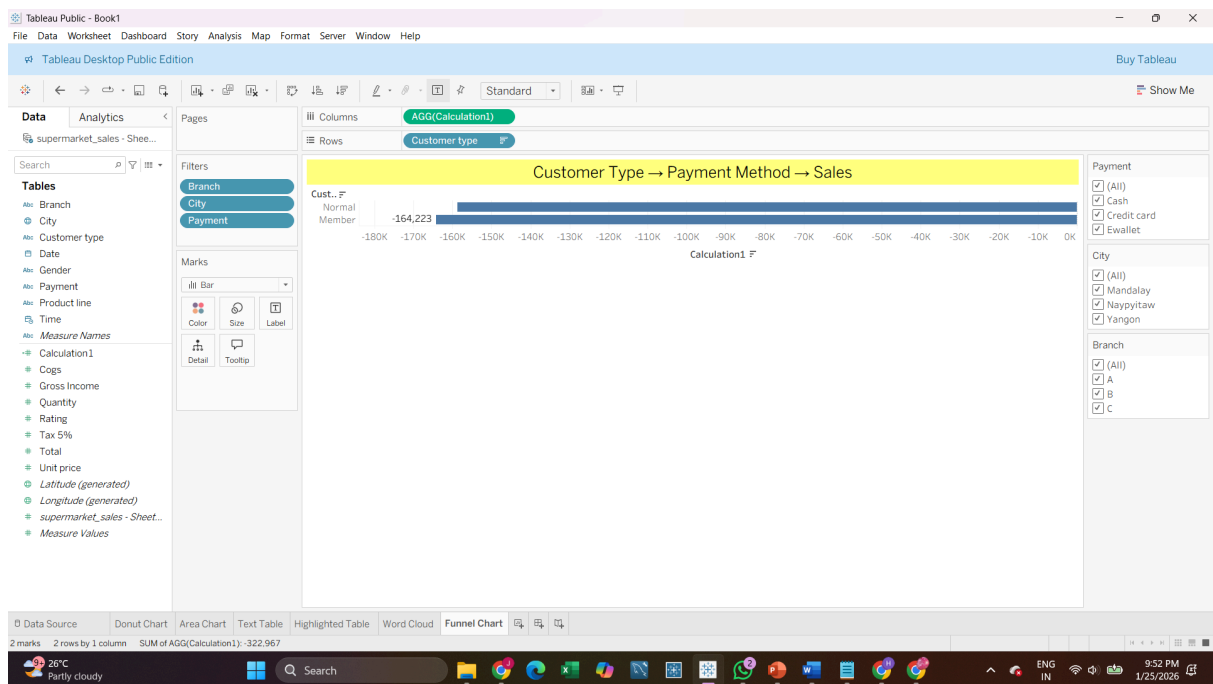 Tableau Public - Book1
File Data Worksheet Dashboard Story Analysis Map Format Server Window Help
Tableau Desktop Public Edition
Buy Tableau
Standard
Show Me
Data Analytics
supermarket_sales - Shee...
Search
Tables
Abc Branch
City
Abc Customer type
Date
Abc Gender
Abc Payment
Abc Product line
Time
Abc Measure Names
Calculation1
Cogs
Gross Income
Quantity
Rating
Tax 5%
Total
Unit price
Latitude (generated)
Longitude (generated)
supermarket_sales - Sheet...
Measure Values
Pages
Filters
Branch
City
Payment
Marks
Bar
Color Size Label
Detail Tooltip
Columns AGG(Calculation1)
Rows Customer type
Customer Type → Payment Method → Sales
Cust..
Normal
Member -164,223
-180K -170K -160K -150K -140K -130K -120K -110K -100K -90K -80K -70K -60K -50K -40K -30K -20K -10K 0K
Calculation1
Payment
(All)
Cash
Credit card
Ewallet
City
(All)
Mandalay
Naypyitaw
Yangon
Branch
(All)
A
B
C
Data Source Donut Chart Area Chart Text Table Highlighted Table Word Cloud Funnel Chart
2 marks 2 rows by 1 column SUM of AGG(Calculation1): -322,967
9+ 26°C
Partly cloudy
Search
2
ENG
IN
9:52 PM
1/25/2026